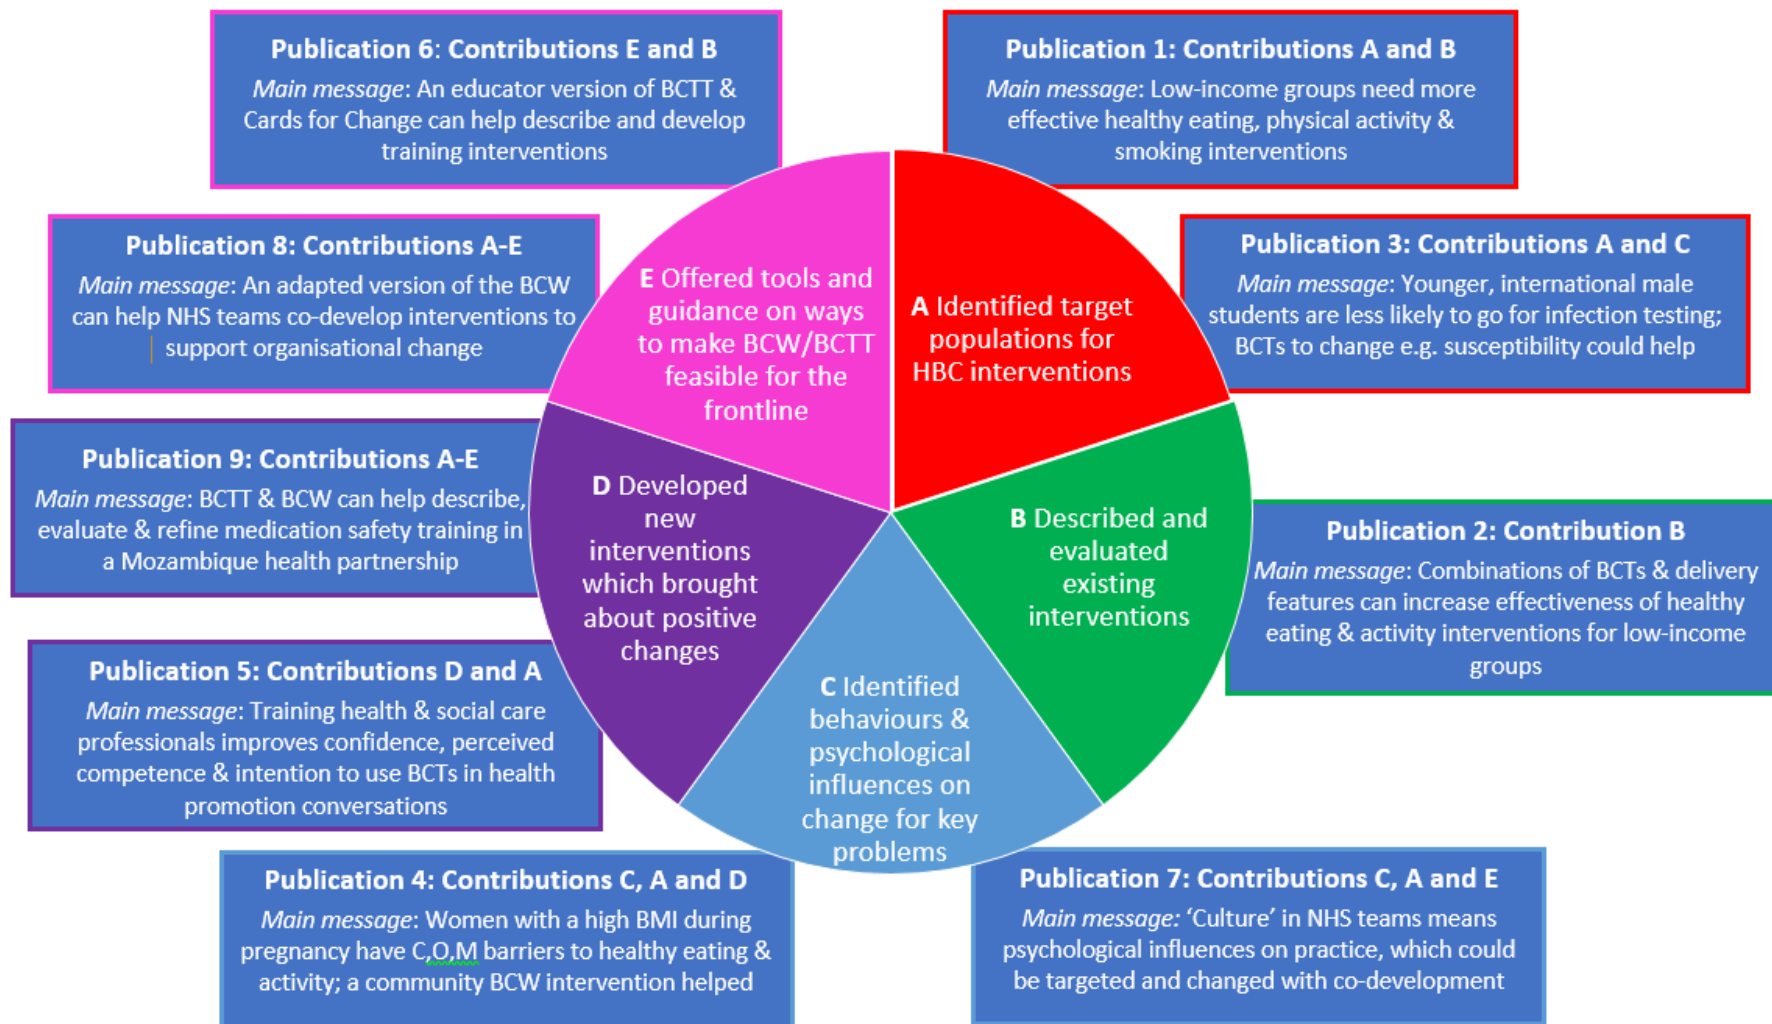 Publication 6: Contributions E and B
Main message: An educator version of BCTT &
Cards for Change can help describe and develop
training interventions
Publication 1: Contributions A and B
Main message: Low-income groups need more
effective healthy eating, physical activity &
smoking interventions
Publication 8: Contributions A-E
Main message: An adapted version of the BCW
can help NHS teams co-develop interventions to
support organisational change
Publication 3: Contributions A and C
Main message: Younger, international male
students are less likely to go for infection testing;
BCTs to change e.g. susceptibility could help
E Offered tools and
guidance on ways
to make BCW/BCTT
feasible for the
frontline
A Identified target
populations for
HBC interventions
Publication 9: Contributions A-E
Main message: BCTT & BCW can help describe,
evaluate & refine medication safety training in
a Mozambique health partnership
D Developed
new
interventions
which brought
about positive
changes
B Described and
evaluated
existing
interventions
Publication 2: Contribution B
Main message: Combinations of BCTs & delivery
features can increase effectiveness of healthy
eating & activity interventions for low-income
groups
Publication 5: Contributions D and A
Main message: Training health & social care
professionals improves confidence, perceived
competence & intention to use BCTs in health
promotion conversations
C Identified
behaviours &
psychological
influences on
change for key
problems
Publication 4: Contributions C, A and D
Main message: Women with a high BMI during
pregnancy have C,O,M barriers to healthy eating &
activity; a community BCW intervention helped
Publication 7: Contributions C, A and E
Main message: ‘Culture’ in NHS teams means
psychological influences on practice, which could
be targeted and changed with co-development